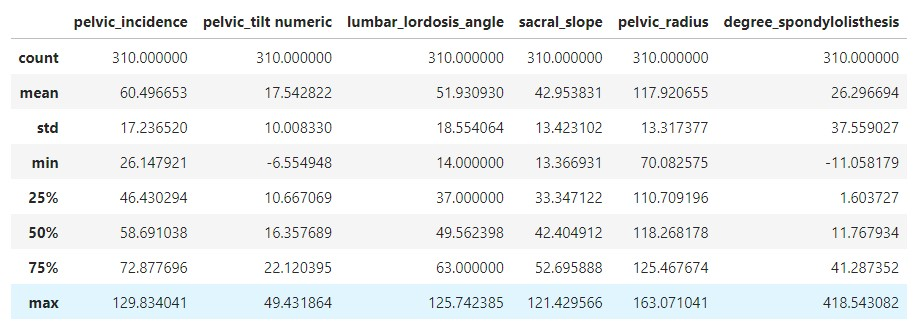 pelvic_incidence pelvic_tilt numeric lumbar_lordosis_angle sacral_slope pelvic_radius degree_spondylolisthesis
count 310.000000 310.000000 310.000000 310.000000 310.000000 310.000000
mean 60.496653 17.542822 51.930930 42.953831 117.920655 26.296694
std 17.236520 10.008330 18.554064 13.423102 13.317377 37.559027
min 26.147921 -6.554948 14.000000 13.366931 70.082575 -11.058179
25% 46.430294 10.667069 37.000000 33.347122 110.709196 1.603727
50% 58.691038 16.357689 49.562398 42.404912 118.268178 11.767934
75% 72.877696 22.120395 63.000000 52.695888 125.467674 41.287352
max 129.834041 49.431864 125.742385 121.429566 163.071041 418.543082